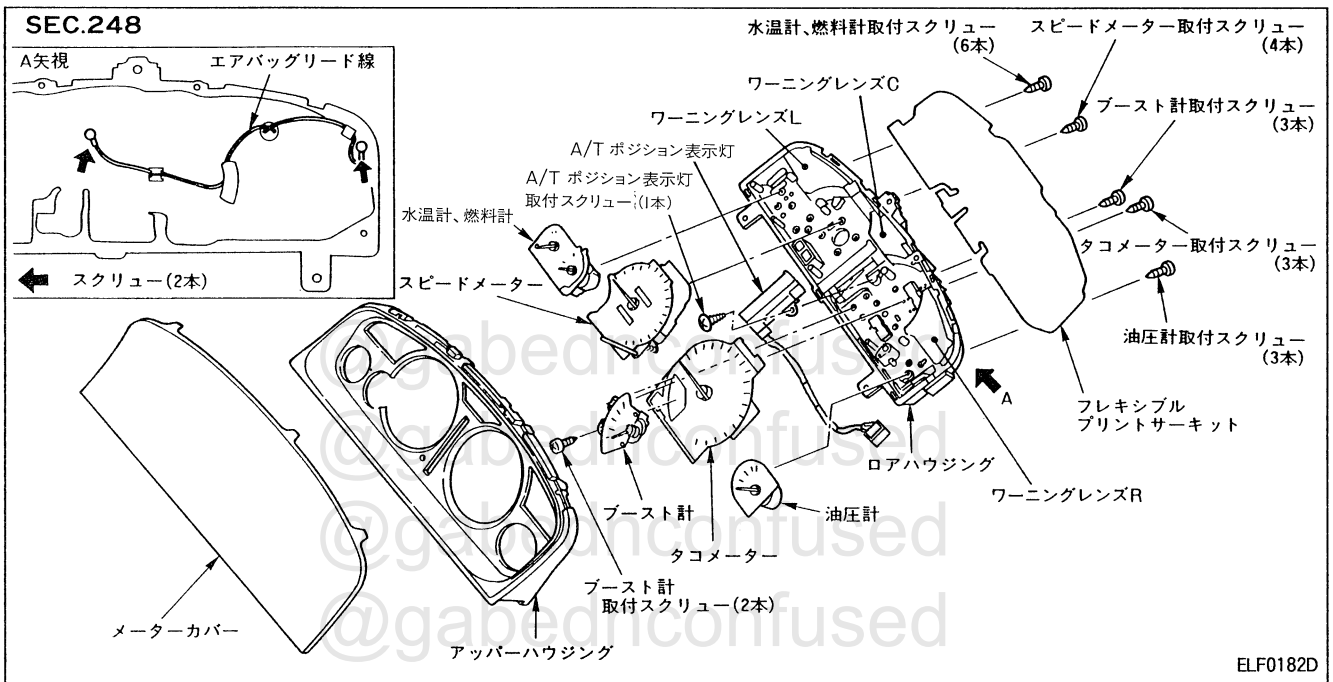 SEC.248
A矢視
エアバッグリード線
スクリュー(2本)
水温計、燃料計取付スクリュー
(6本)
スピードメーター取付スクリュー
(4本)
ワーニングレンズC
ブースト計取付スクリュー
(3本)
ワーニングレンズL
A/T ポジション表示灯
A/T ポジション表示灯
取付スクリュー(1本)
水温計、燃料計
タコメーター取付スクリュー
(3本)
スピードメーター
油圧計取付スクリュー
(3本)
A
フレキシブル
プリントサーキット
ロアハウジング
ワーニングレンズR
ブースト計
油圧計
タコメーター
ブースト計
取付スクリュー(2本)
メーターカバー
アッパーハウジング
@gabednconfused
@gabednconfused
@gabednconfused
ELF0182D